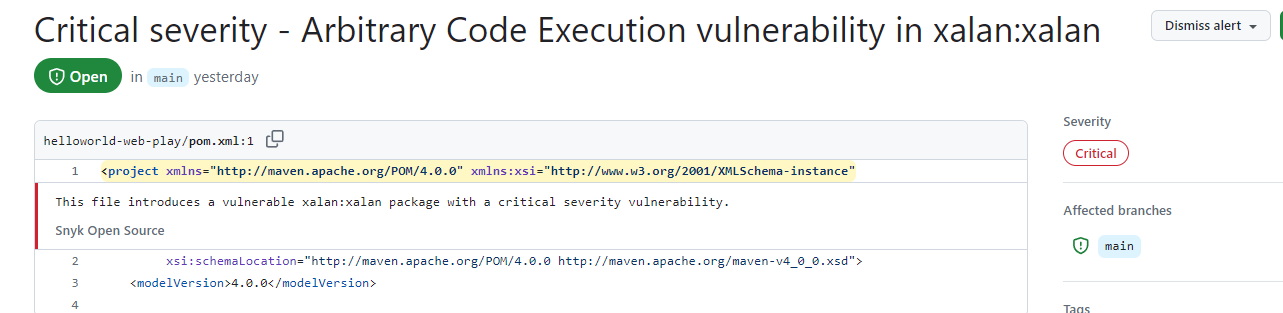 Critical severity - Arbitrary Code Execution vulnerability in xalan:xalan
Dismiss alert
Open in main yesterday
helloworld-web-play/pom.xml:1
1 <project xmlns="http://maven.apache.org/POM/4.0.0" xmlns:xsi="http://www.w3.org/2001/XMLSchema-instance"
This file introduces a vulnerable xalan:xalan package with a critical severity vulnerability.
Snyk Open Source
2 xsi:schemaLocation="http://maven.apache.org/POM/4.0.0 http://maven.apache.org/maven-v4_0_0.xsd">
3 <modelVersion>4.0.0</modelVersion>
4
Severity
Critical
Affected branches
main
Tags